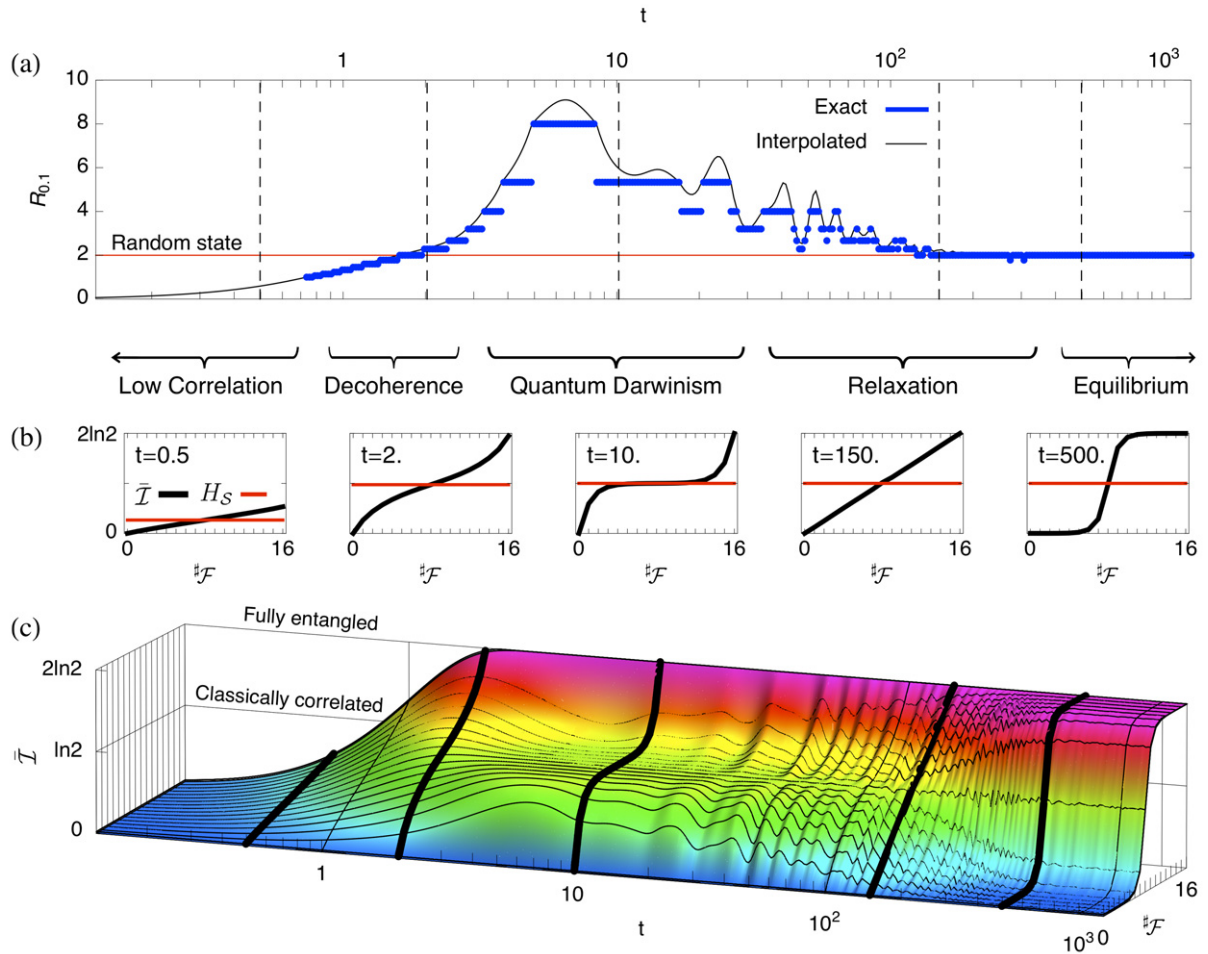 t
(a)
1 10 10² 10³
10
8
6
4
2
0
R₀.₁
Exact
Interpolated
Random state
Low Correlation Decoherence Quantum Darwinism Relaxation Equilibrium
(b)
2ln2
0
t=0.5 t=2. t=10. t=150. t=500.
Ī H𝒮
0 16 0 16 0 16 0 16 0 16
♯ℱ ♯ℱ ♯ℱ ♯ℱ ♯ℱ
(c)
Fully entangled
Classically correlated
2ln2
ln2
0
Ī
1
10
10²
10³
t
0
16
♯ℱ